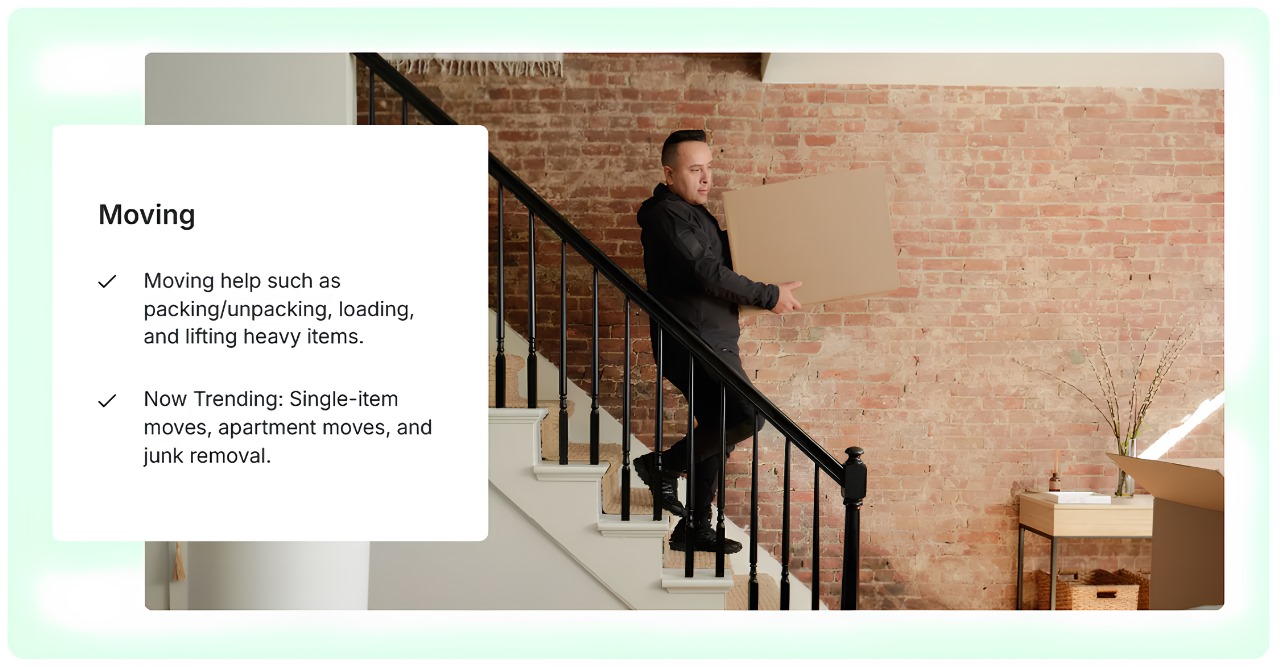 Moving
Moving help such as
packing/unpacking, loading,
and lifting heavy items.
Now Trending: Single-item
moves, apartment moves, and
junk removal.